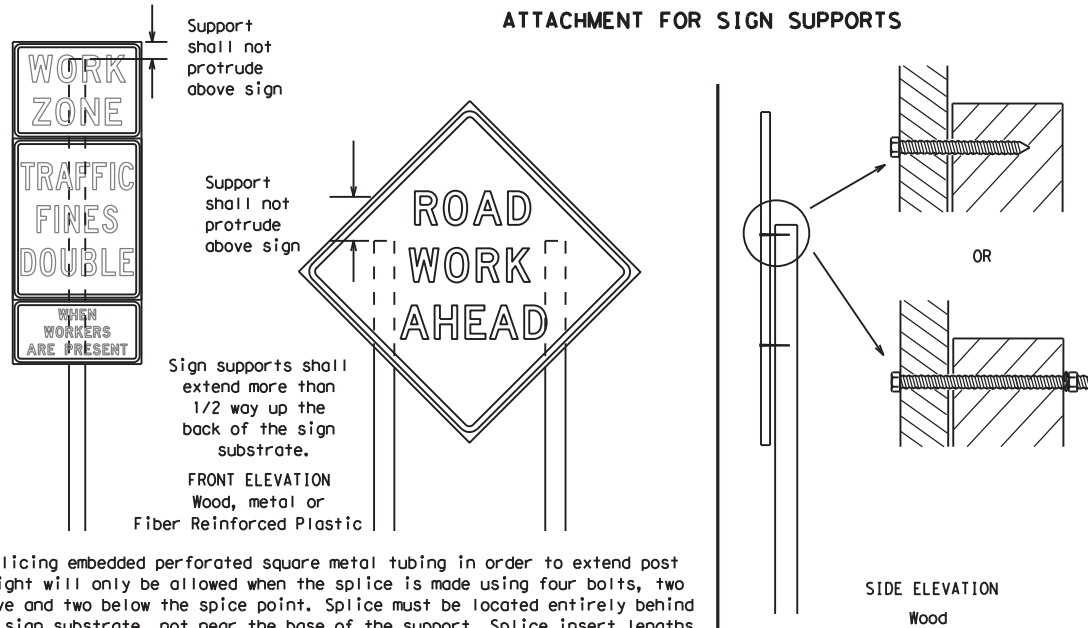 ATTACHMENT FOR SIGN SUPPORTS
Support
shall not
protrude
above sign
WORK
ZONE
TRAFFIC
FINES
DOUBLE
WHEN
WORKERS
ARE PRESENT
Support
shall not
protrude
above sign
ROAD
WORK
AHEAD
Sign supports shall
extend more than
1/2 way up the
back of the sign
substrate.
FRONT ELEVATION
Wood, metal or
Fiber Reinforced Plastic
OR
SIDE ELEVATION
Wood
licing embedded perforated square metal tubing in order to extend post
ight will only be allowed when the splice is made using four bolts, two
ve and two below the spice point. Splice must be located entirely behind
sign substrate, not near the base of the support. Splice insert lengths